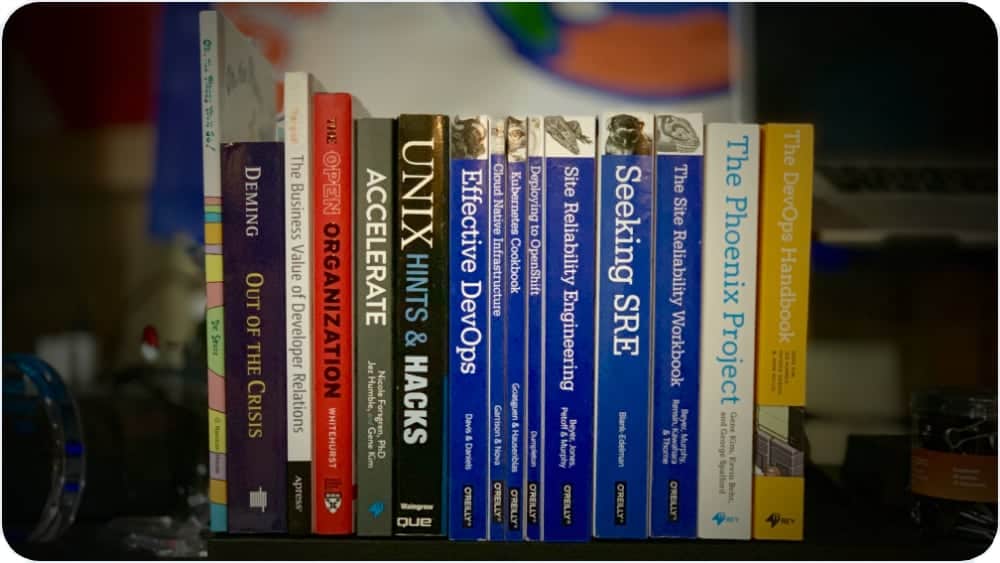 Oh, the Places You'll Go!
Dr. Seuss
DEMING
OUT OF THE CRISIS
The Business Value of Developer Relations
apress®
THE OPEN ORGANIZATION
WHITEHURST
ACCELERATE
Nicole Forsgren, PhD
Jez Humble, and Gene Kim
UNIX HINTS & HACKS
Waingrow
QUE
Effective DevOps
Davis & Daniels
O'REILLY®
Cloud Native Infrastructure
Garrison & Nova
O'REILLY®
Kubernetes Cookbook
Goasguen & Hausenblas
O'REILLY®
Deploying to OpenShift
Dumpleton
O'REILLY®
Site Reliability Engineering
Beyer, Jones,
Petoff & Murphy
O'REILLY®
Seeking SRE
Blank-Edelman
O'REILLY®
The Site Reliability Workbook
Beyer, Murphy,
Rensin, Kawahara
& Thorne
O'REILLY®
The Phoenix Project
Gene Kim, Kevin Behr,
and George Spafford
REV
The DevOps Handbook
REV